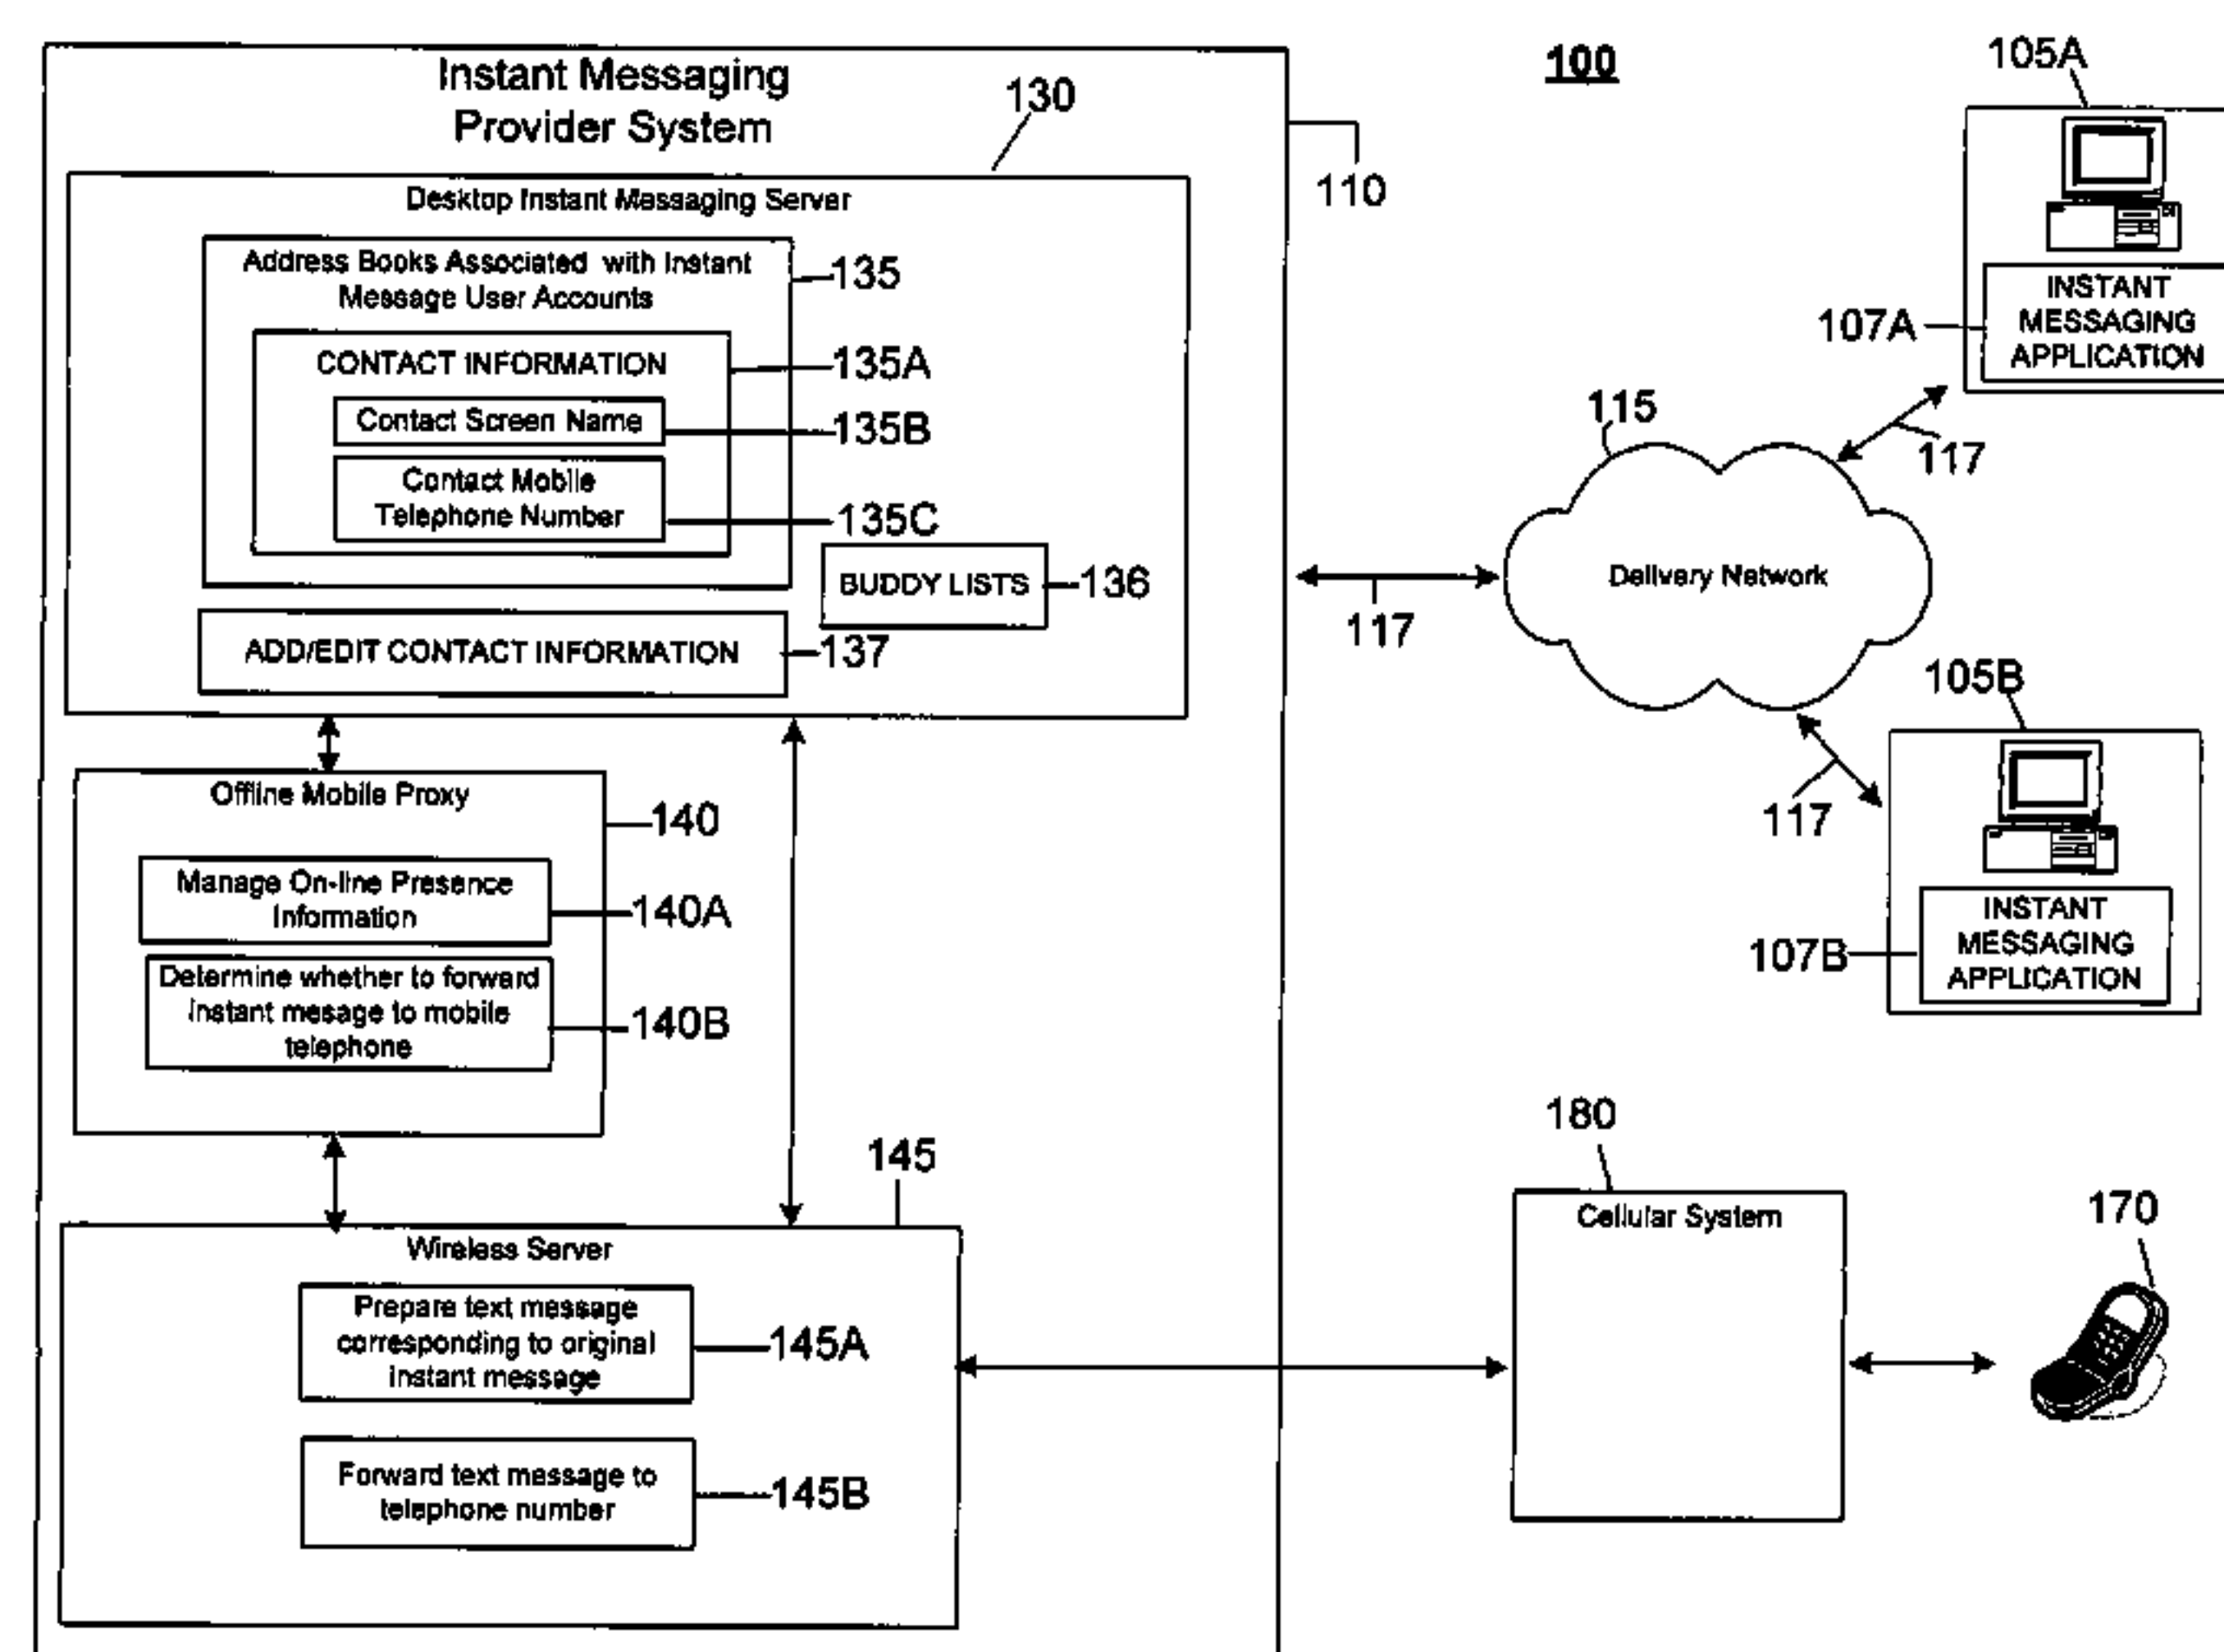 Instant Messaging
Provider System
130
110
Desktop Instant Messaging Server
Address Books Associated with Instant
Message User Accounts
135
CONTACT INFORMATION
135A
Contact Screen Name
135B
Contact Mobile
Telephone Number
135C
BUDDY LISTS
136
ADD/EDIT CONTACT INFORMATION
137
Offline Mobile Proxy
140
Manage On-line Presence
Information
140A
Determine whether to forward
instant mesage to mobile
telephone
140B
145
Wireless Server
Prepare text message
corresponding to original
instant message
145A
Forward text message to
telephone number
145B
100
105A
INSTANT
MESSAGING
APPLICATION
107A
115
117
Delivery Network
117
105B
117
INSTANT
MESSAGING
APPLICATION
107B
180
Cellular System
170